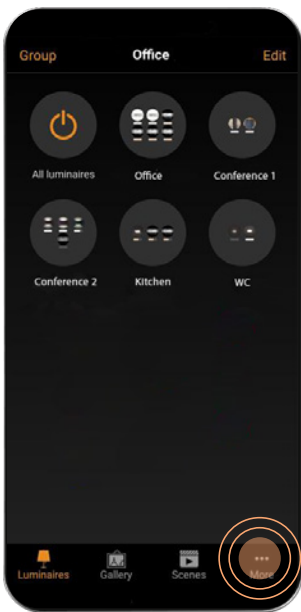 Group Office Edit
All luminaires Office Conference 1
Conference 2 Kitchen WC
Luminaires Gallery Scenes More